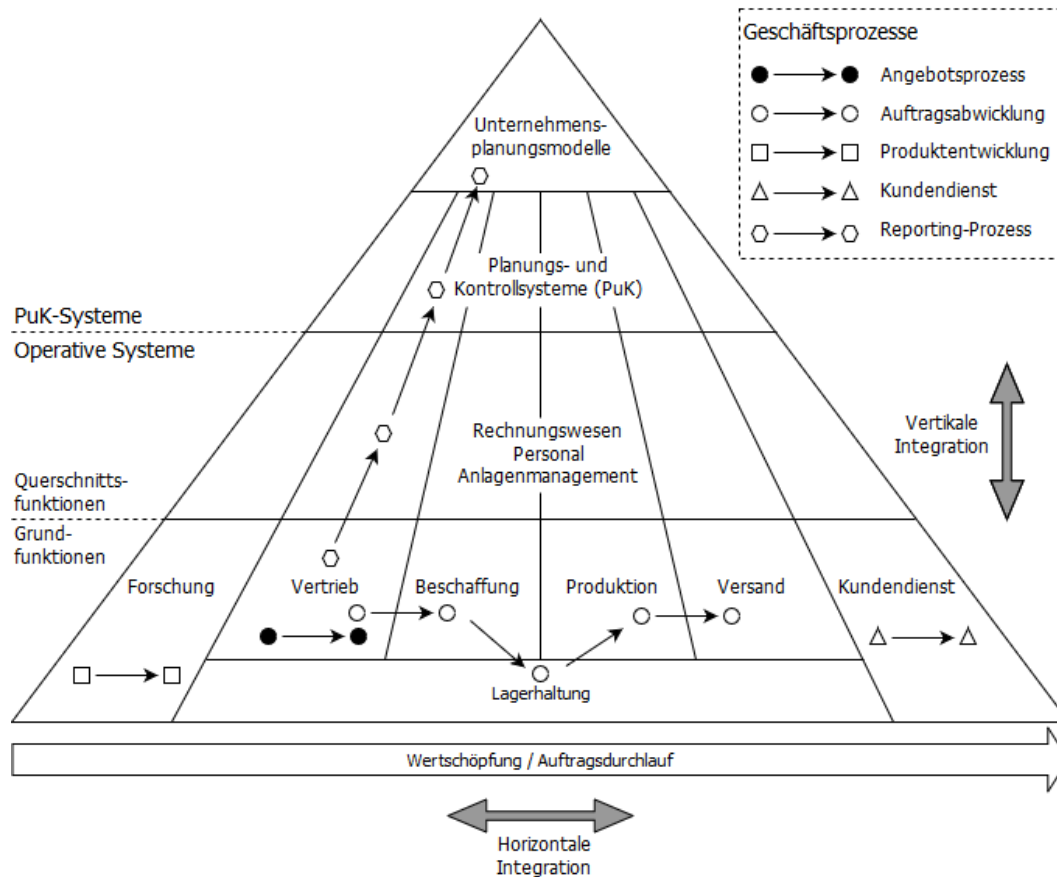 Geschäftsprozesse
Angebotsprozess
Auftragsabwicklung
Produktentwicklung
Kundendienst
Reporting-Prozess
Unternehmens-
planungsmodelle
Planungs- und
Kontrollsysteme (PuK)
PuK-Systeme
Operative Systeme
Vertikale
Integration
Rechnungswesen
Personal
Anlagenmanagement
Querschnitts-
funktionen
Grund-
funktionen
Forschung
Vertrieb
Beschaffung
Produktion
Versand
Kundendienst
Lagerhaltung
Wertschöpfung / Auftragsdurchlauf
Horizontale
Integration